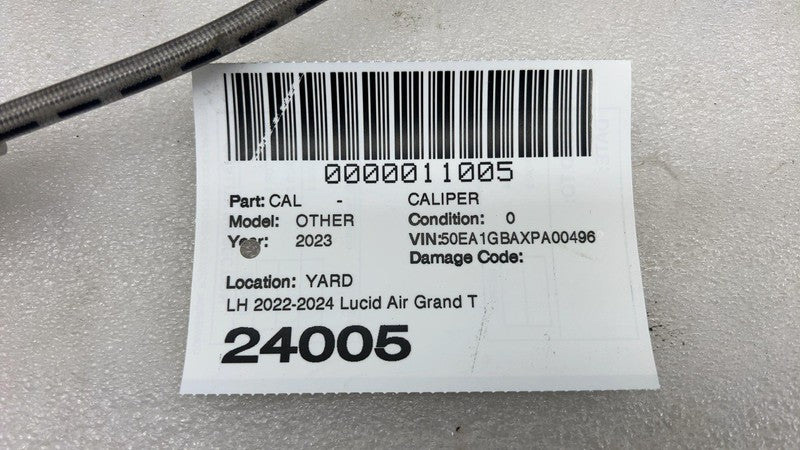 0000011005
Part: CAL - CALIPER
Model: OTHER Condition: 0
Year: 2023 VIN:50EA1GBAXPA00496
Damage Code:
Location: YARD
LH 2022-2024 Lucid Air Grand T
24005